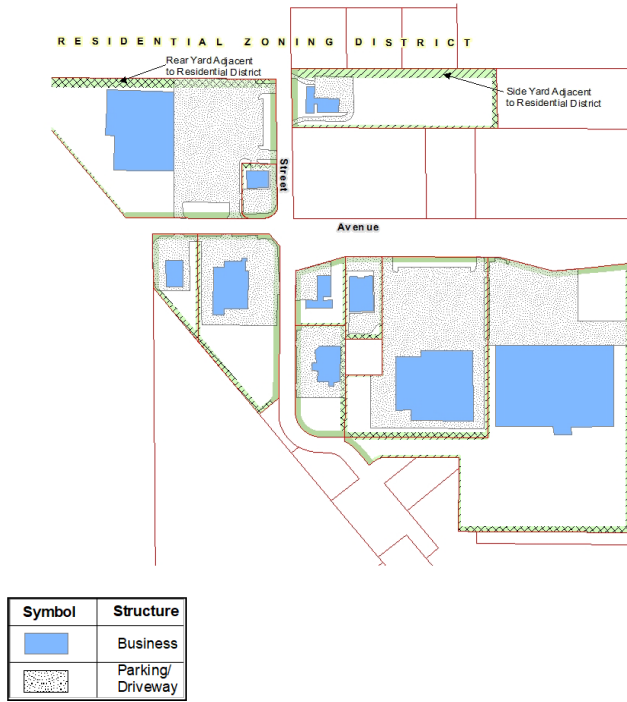 RESIDENTIAL ZONING DISTRICT
Rear Yard Adjacent
to Residential District
Side Yard Adjacent
to Residential District
Street
Avenue
Symbol Structure
Business
Parking/
Driveway